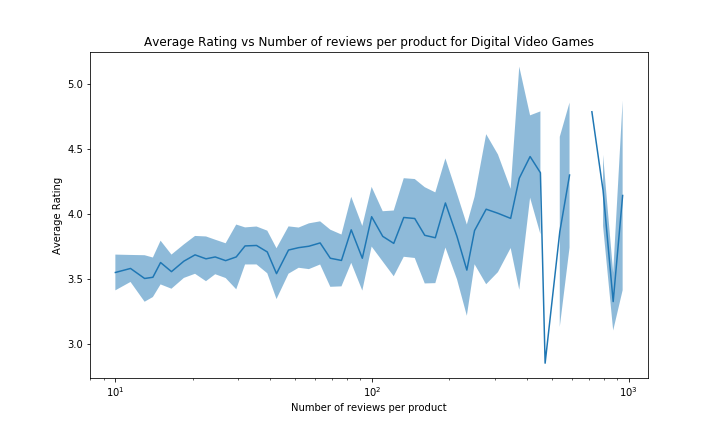 Average Rating vs Number of reviews per product for Digital Video Games
5.0
4.5
4.0
3.5
3.0
Average Rating
10¹ 10² 10³
Number of reviews per product